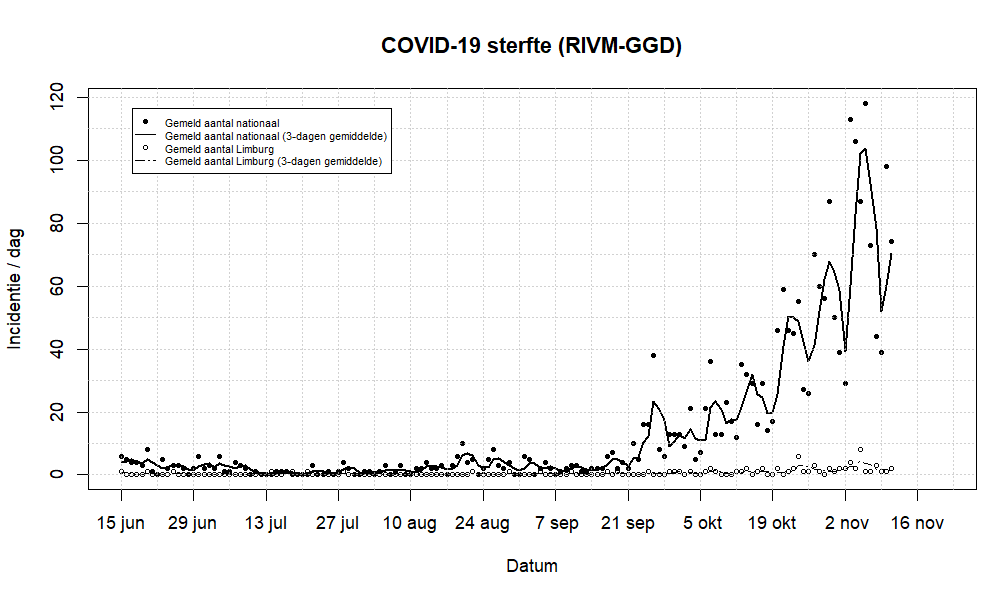 COVID-19 sterfte (RIVM-GGD)
Gemeld aantal nationaal
Gemeld aantal nationaal (3-dagen gemiddelde)
Gemeld aantal Limburg
Gemeld aantal Limburg (3-dagen gemiddelde)
Incidentie / dag
120
100
80
60
40
20
0
15 jun 29 jun 13 jul 27 jul 10 aug 24 aug 7 sep 21 sep 5 okt 19 okt 2 nov 16 nov
Datum